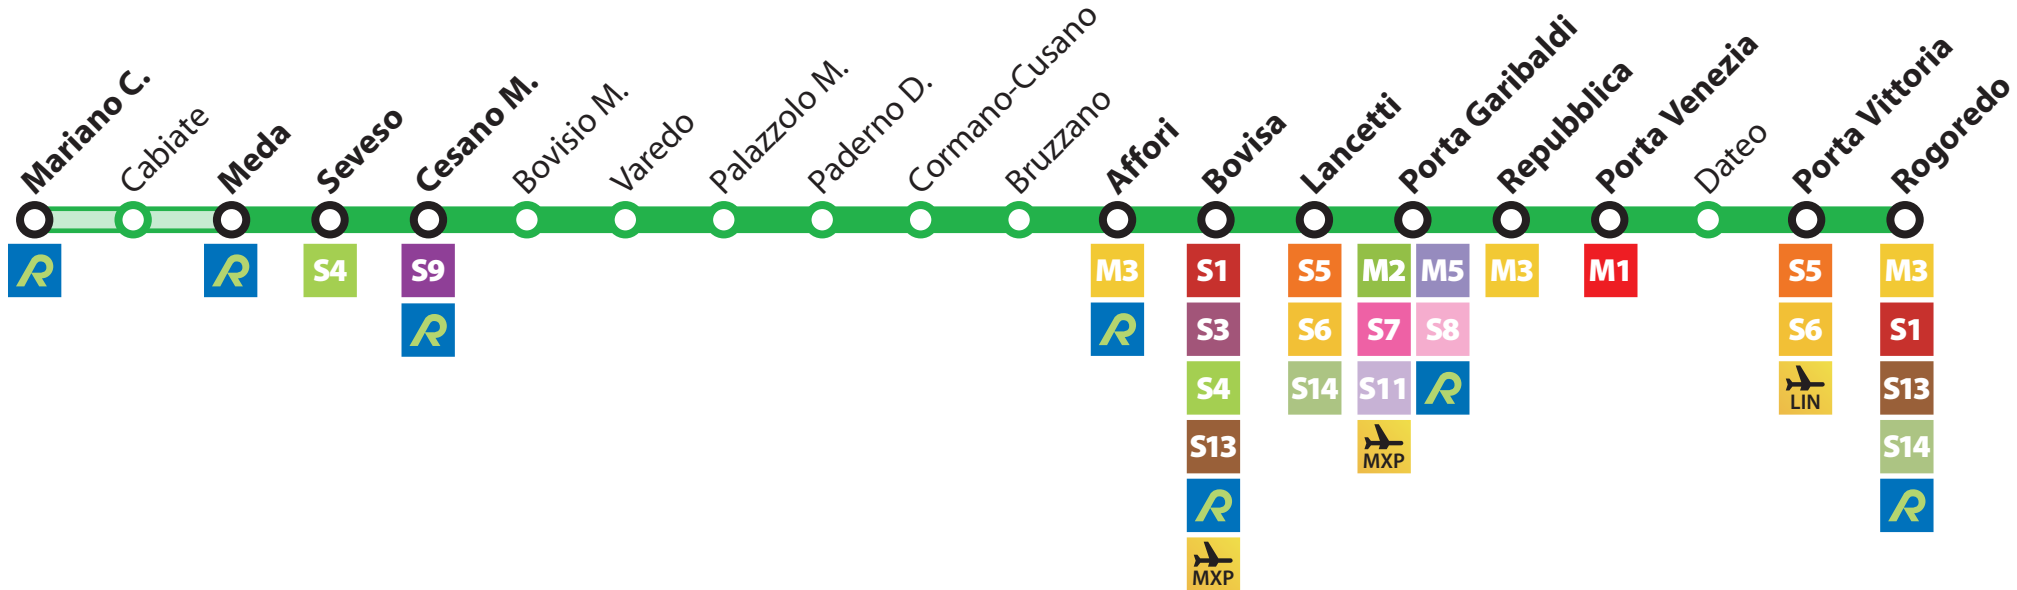 Mariano C.
Cabiate
Meda
Seveso
Cesano M.
Bovisio M.
Varedo
Palazzolo M.
Paderno D.
Cormano-Cusano
Bruzzano
Affori
Bovisa
Lancetti
Porta Garibaldi
Repubblica
Porta Venezia
Dateo
Porta Vittoria
Rogoredo
R
R
S4
S9
R
M3
R
S1
S3
S4
S13
R
MXP
S5
S6
S14
M2 M5
S7 S8
S11 R
MXP
M3
M1
S5
S6
LIN
M3
S1
S13
S14
R